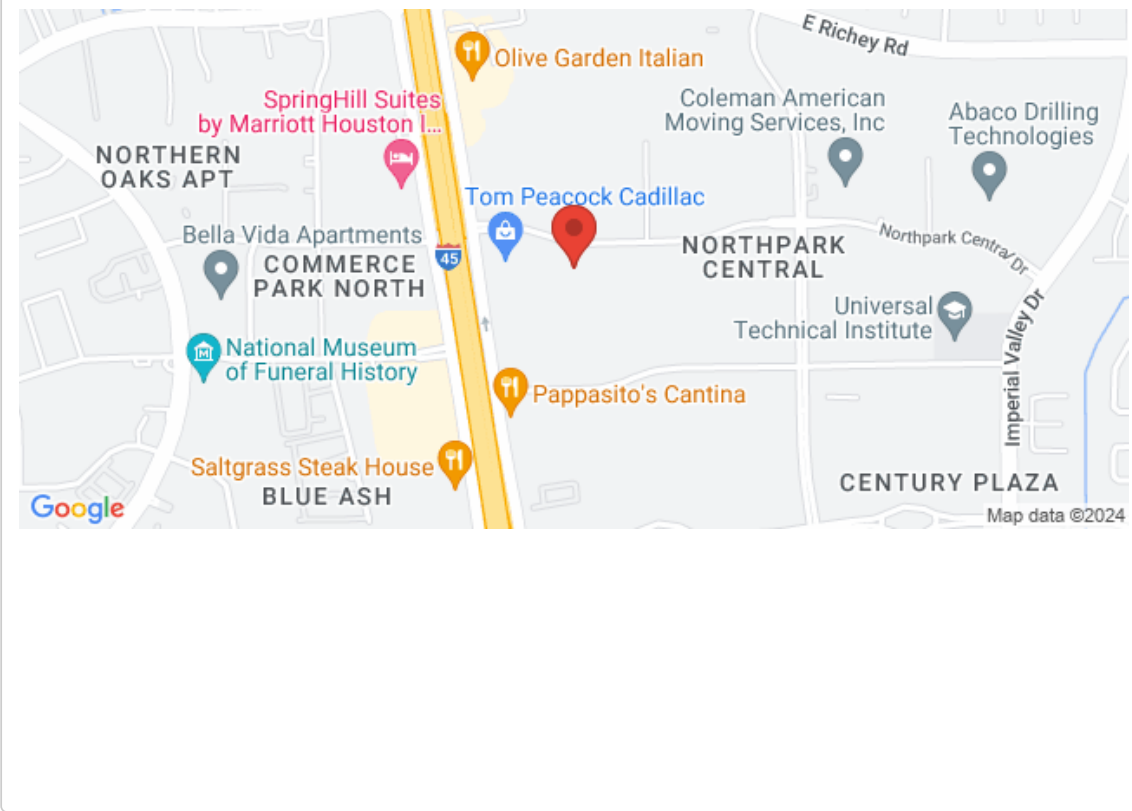 E Richey Rd
Olive Garden Italian
SpringHill Suites
by Marriott Houston I...
Coleman American
Moving Services, Inc
Abaco Drilling
Technologies
NORTHERN
OAKS APT
Tom Peacock Cadillac
Bella Vida Apartments
COMMERCE
PARK NORTH
45
NORTHPARK
CENTRAL
Northpark Central Dr
Universal
Technical Institute
Imperial Valley Dr
National Museum
of Funeral History
Pappasito's Cantina
Saltgrass Steak House
BLUE ASH
CENTURY PLAZA
Google
Map data ©2024